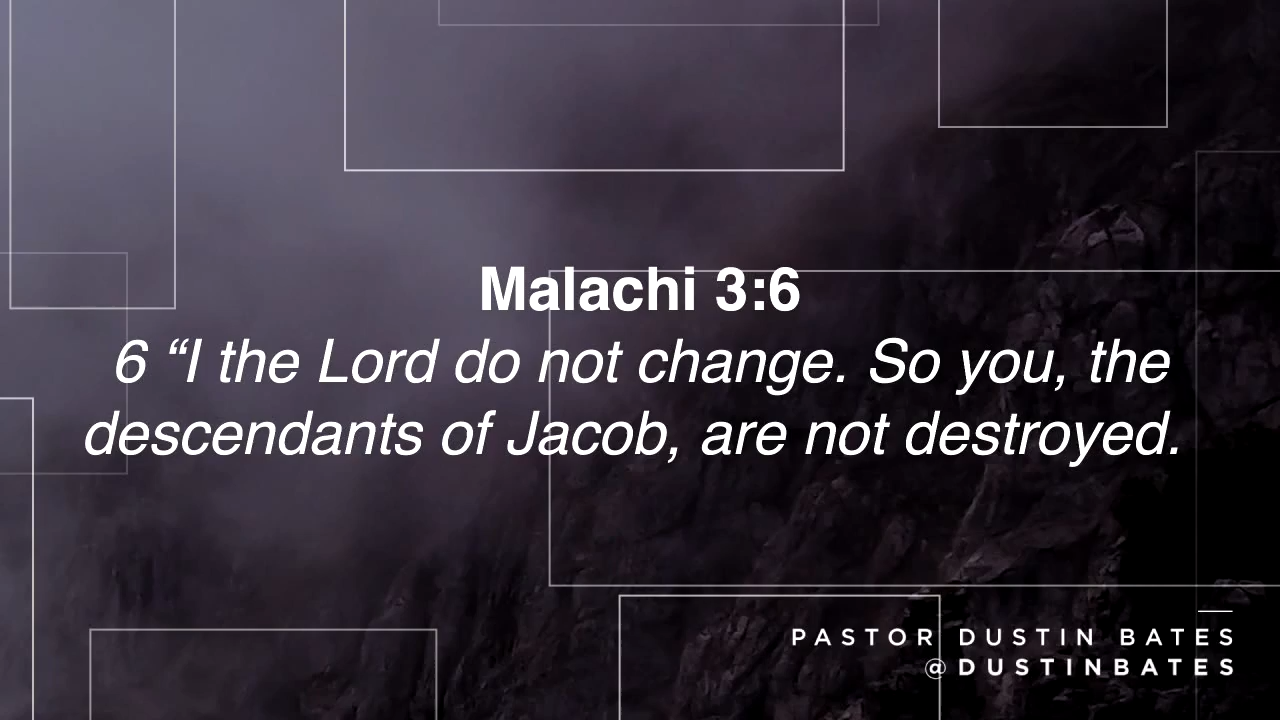 Malachi 3:6
6 “I the Lord do not change. So you, the
descendants of Jacob, are not destroyed.
PASTOR DUSTIN BATES
@DUSTINBATES